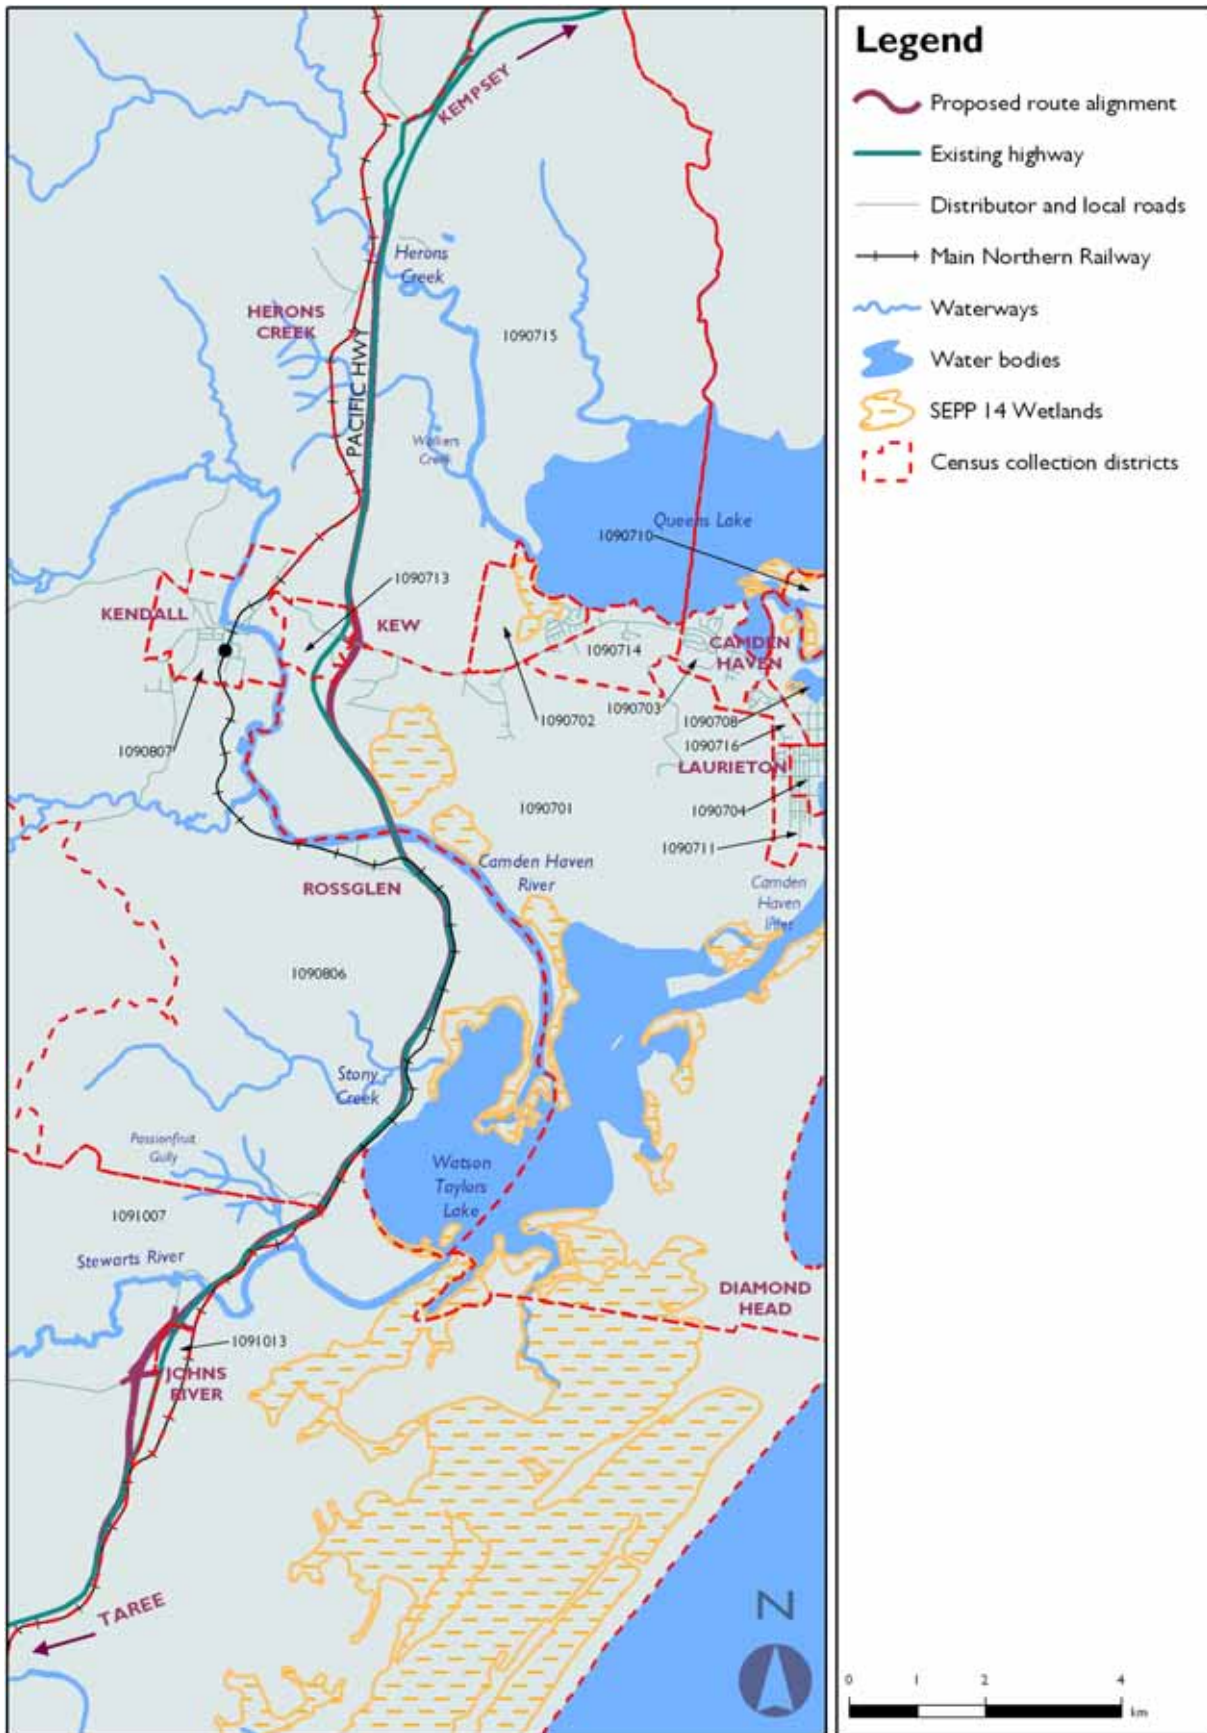 KEMPSEY
Herons
Creek
HERONS
CREEK
PACIFIC HWY
1090715
Walkers
Creek
Queens Lake
1090710
1090713
KENDALL
KEW
1090714
CAMDEN
HAVEN
1090702
1090703
1090708
1090716
1090807
LAURIETON
1090701
1090704
1090711
Camden Haven
River
ROSSGLEN
Camden
Haven
1090806
Stony
Creek
Passionfruit
Gully
Watson
Taylors
Lake
1091007
Stewarts River
DIAMOND
HEAD
1091013
JOHNS
RIVER
TAREE
N
Legend
Proposed route alignment
Existing highway
Distributor and local roads
Main Northern Railway
Waterways
Water bodies
SEPP 14 Wetlands
Census collection districts
0 1 2 4
km